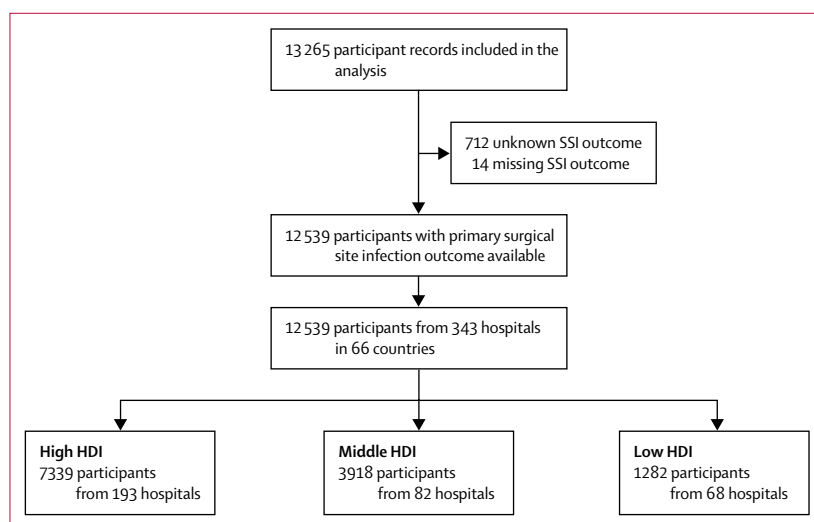 13 265 participant records included in the
analysis
712 unknown SSI outcome
14 missing SSI outcome
12 539 participants with primary surgical
site infection outcome available
12 539 participants from 343 hospitals
in 66 countries
High HDI
7339 participants
from 193 hospitals
Middle HDI
3918 participants
from 82 hospitals
Low HDI
1282 participants
from 68 hospitals